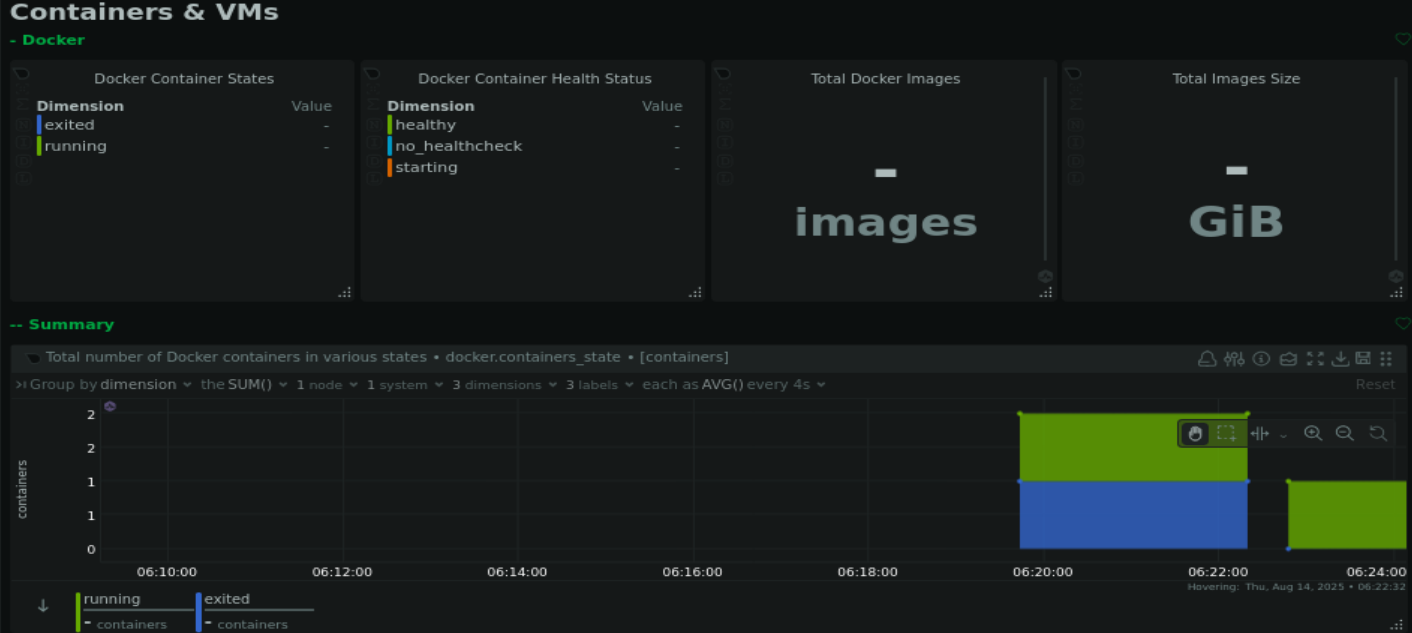 Containers & VMs
- Docker
Docker Container States
Dimension Value
exited -
running -
Docker Container Health Status
Dimension Value
healthy -
no_healthcheck -
starting -
Total Docker Images
-
images
Total Images Size
-
GiB
-- Summary
Total number of Docker containers in various states • docker.containers_state • [containers]
Group by dimension the SUM() 1 node 1 system 3 dimensions 3 labels each as AVG() every 4s Reset
containers
2
2
1
1
0
06:10:00 06:12:00 06:14:00 06:16:00 06:18:00 06:20:00 06:22:00 06:24:00
Hovering: Thu, Aug 14, 2025 • 06:22:32
running exited
- containers - containers